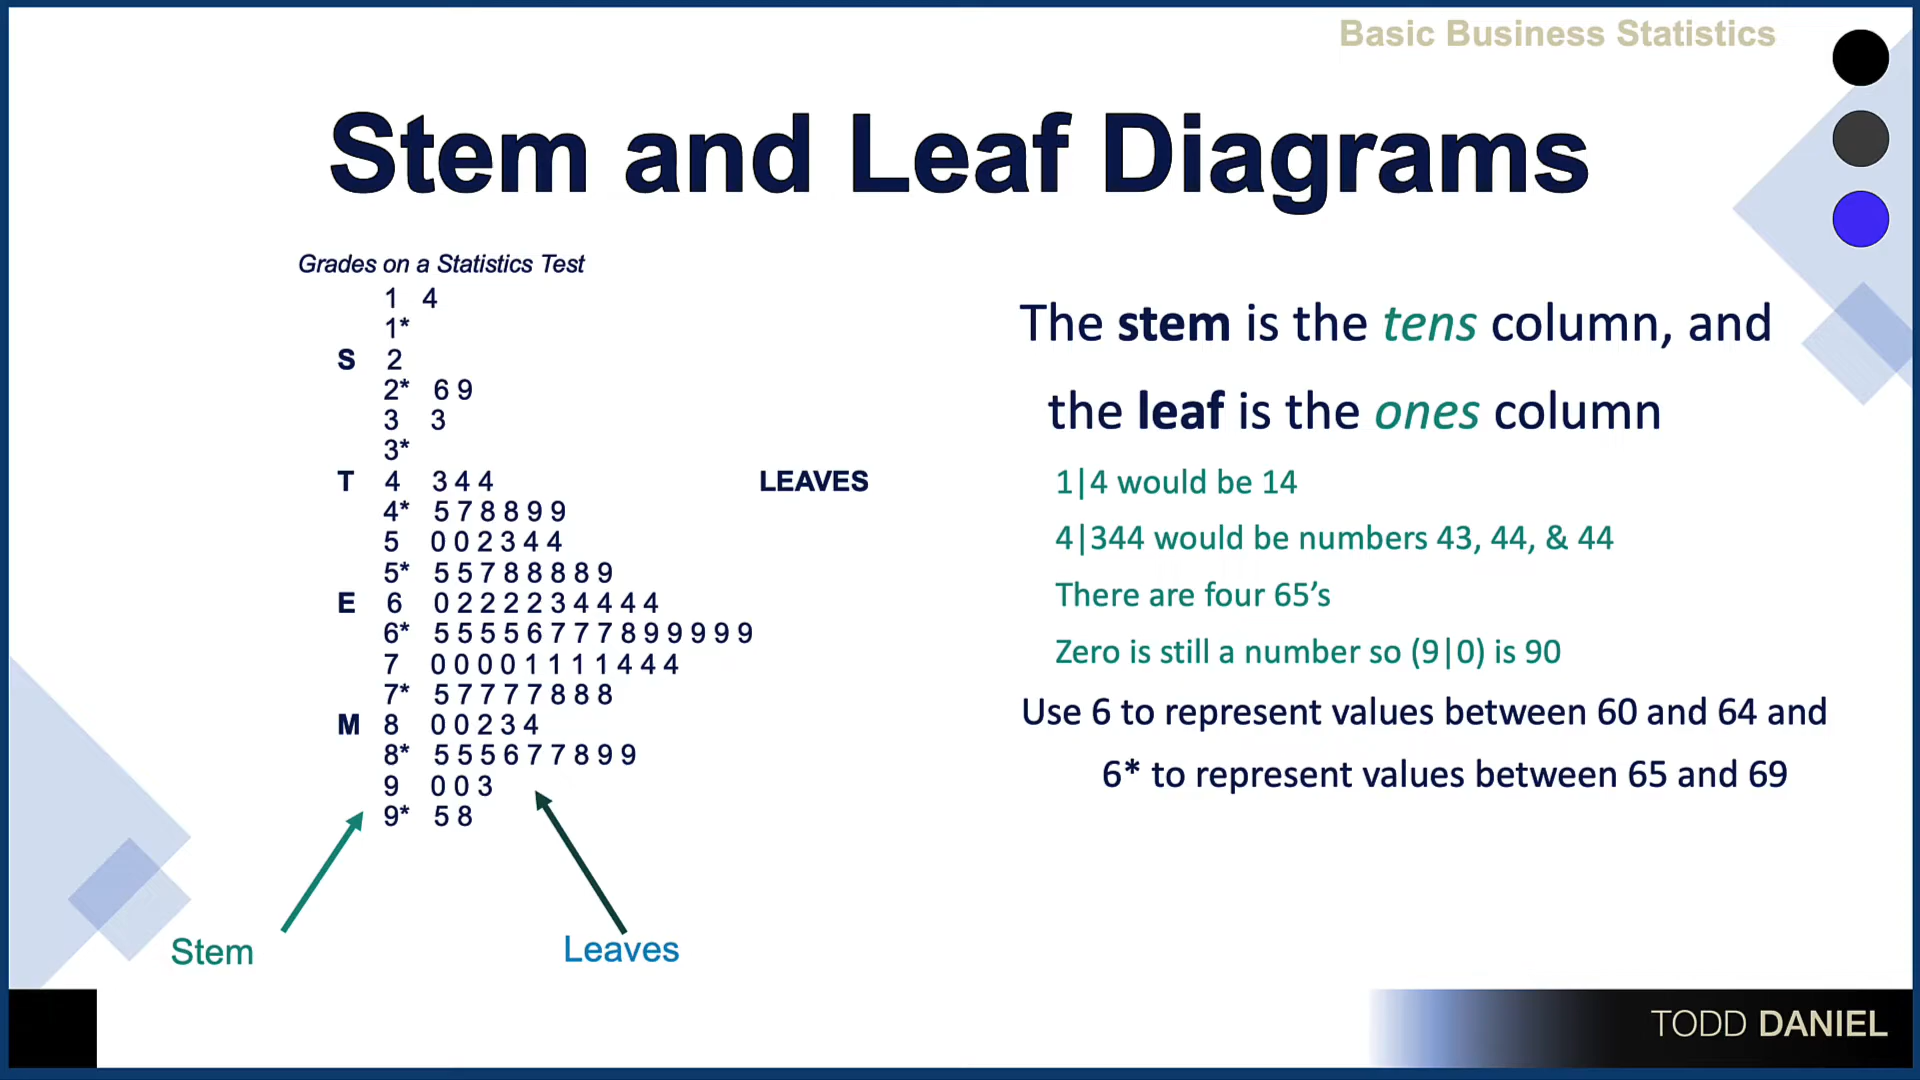 Basic Business Statistics
Stem and Leaf Diagrams
Grades on a Statistics Test
1 4
1*
S 2
2* 6 9
3 3
3*
T 4 3 4 4 LEAVES
4* 5 7 8 8 9 9
5 0 0 2 3 4 4
5* 5 5 7 8 8 8 8 9
E 6 0 2 2 2 2 3 4 4 4 4
6* 5 5 5 5 6 7 7 7 8 9 9 9 9 9
7 0 0 0 0 1 1 1 1 4 4 4
7* 5 7 7 7 7 8 8 8
M 8 0 0 2 3 4
8* 5 5 5 6 7 7 8 9 9
9 0 0 3
9* 5 8
Stem
Leaves
The stem is the tens column, and
the leaf is the ones column
1|4 would be 14
4|344 would be numbers 43, 44, & 44
There are four 65’s
Zero is still a number so (9|0) is 90
Use 6 to represent values between 60 and 64 and
6* to represent values between 65 and 69
TODD DANIEL